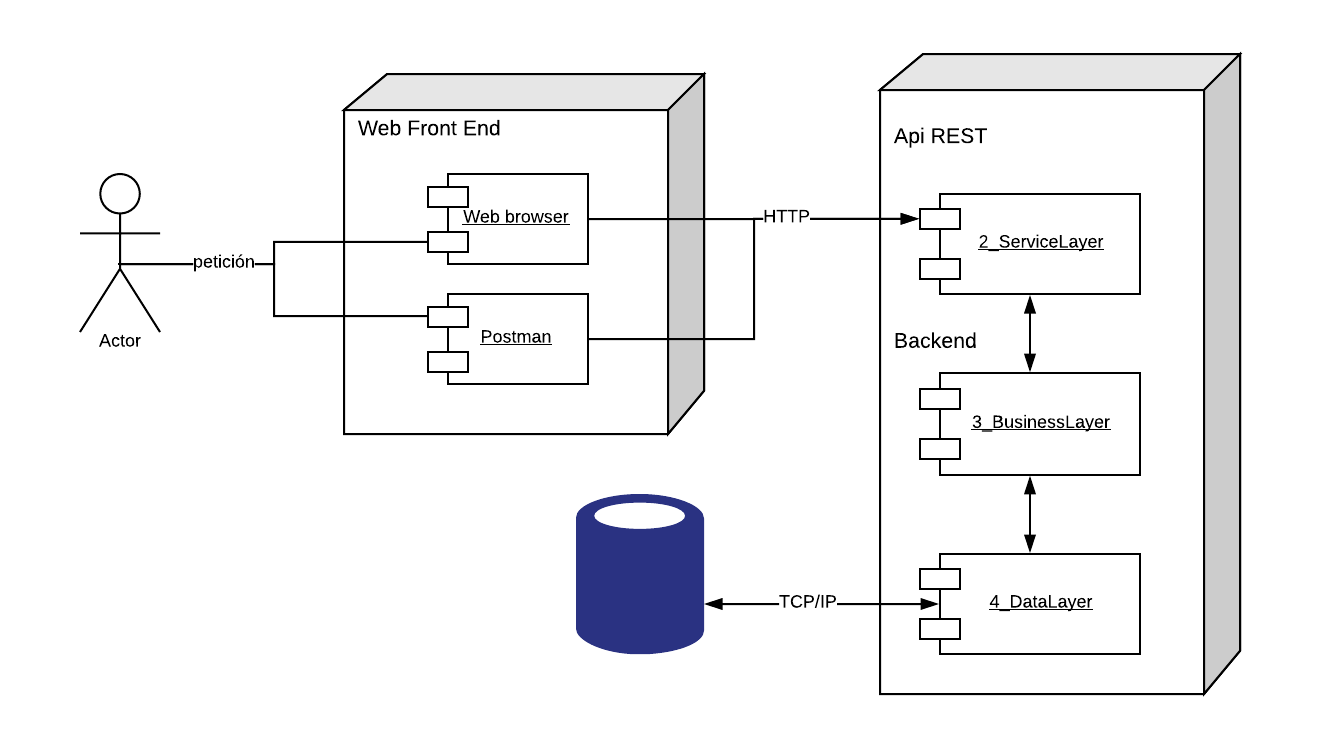 Web Front End
Api REST
Web browser
HTTP
2_ServiceLayer
petición
Actor
Postman
Backend
3_BusinessLayer
TCP/IP
4_DataLayer